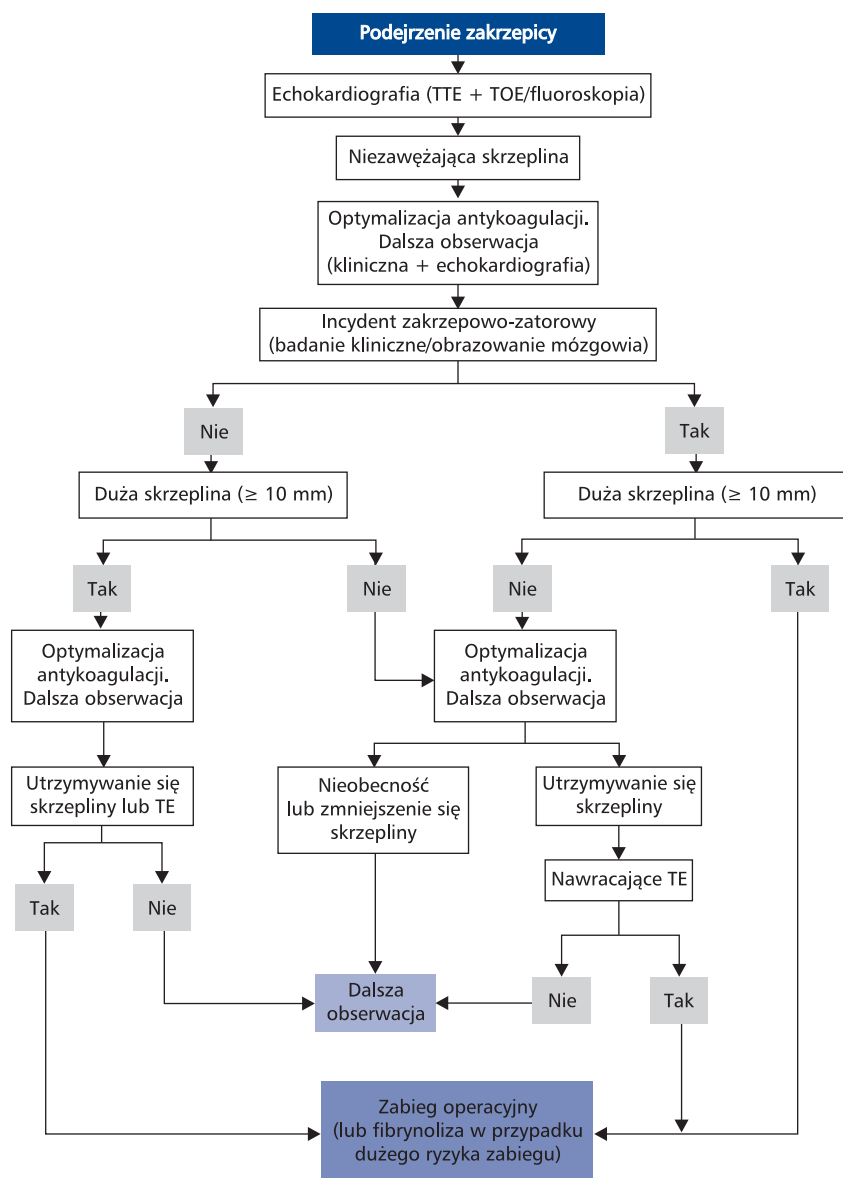 Podejrzenie zakrzepicy
Echokardiografia (TTE + TOE/fluoroskopia)
Niezawężająca skrzeplina
Optymalizacja antykoagulacji.
Dalsza obserwacja
(kliniczna + echokardiografia)
Incydent zakrzepowo-zatorowy
(badanie kliniczne/obrazowanie mózgowia)
Nie
Tak
Duża skrzeplina (≥ 10 mm)
Duża skrzeplina (≥ 10 mm)
Tak
Nie
Nie
Tak
Optymalizacja
antykoagulacji.
Dalsza obserwacja
Optymalizacja
antykoagulacji.
Dalsza obserwacja
Utrzymywanie się
skrzepliny lub TE
Nieobecność
lub zmniejszenie się
skrzepliny
Utrzymywanie się
skrzepliny
Nawracające TE
Tak
Nie
Nie
Tak
Dalsza
obserwacja
Zabieg operacyjny
(lub fibrynoliza w przypadku
dużego ryzyka zabiegu)